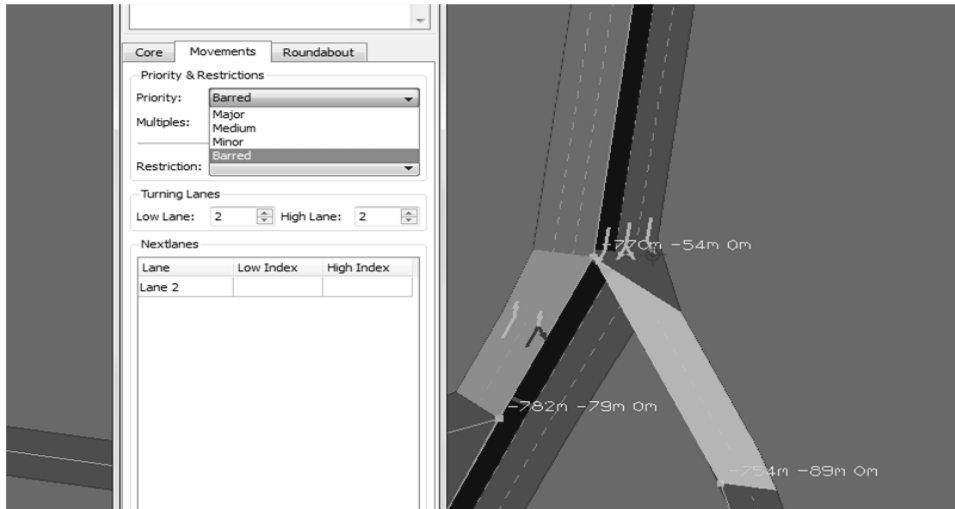 Core Movements Roundabout
Priority & Restrictions
Priority: Barred
Major
Multiples:
Medium
Minor
Barred
Restriction:
Turning Lanes
Low Lane: 2 High Lane: 2
Nextlanes
Lane Low Index High Index
Lane 2
-770m -54m 0m
-782m -79m 0m
-754m -89m 0m